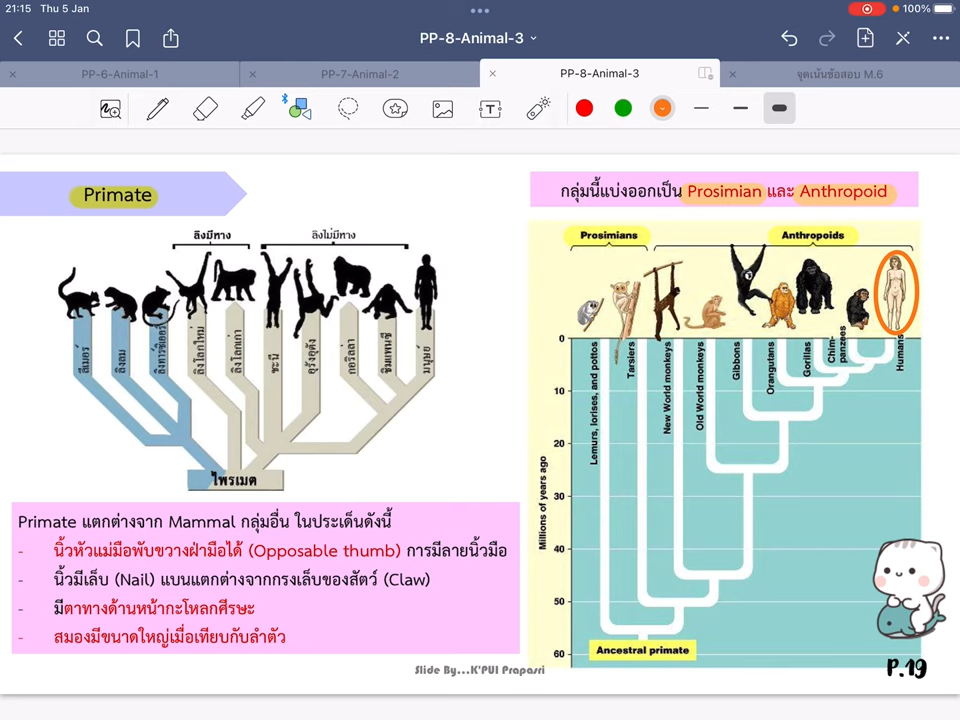 21:15 Thu 5 Jan
100%
PP-8-Animal-3
PP-6-Animal-1
PP-7-Animal-2
PP-8-Animal-3
จุดเน้นข้อสอบ M.6
Primate
กลุ่มนี้แบ่งออกเป็น Prosimian และ Anthropoid
ลิงมีหาง
ลิงไม่มีหาง
ลีเมอร์
ลิงลม
ลิงทาร์ซิเออร์
ลิงโลกใหม่
ลิงโลกเก่า
ชะนี
อุรังอุตัง
กอริลลา
ชิมแพนซี
มนุษย์
ไพรเมต
Prosimians
Anthropoids
Lemurs, lorises, and pottos
Tarsiers
New World monkeys
Old World monkeys
Gibbons
Orangutans
Gorillas
Chim-
panzees
Humans
0
10
20
30
40
50
60
Millions of years ago
Ancestral primate
Primate แตกต่างจาก Mammal กลุ่มอื่น ในประเด็นดังนี้
- นิ้วหัวแม่มือพับขวางฝ่ามือได้ (Opposable thumb) การมีลายนิ้วมือ
- นิ้วมีเล็บ (Nail) แบนแตกต่างจากกรงเล็บของสัตว์ (Claw)
- มีตาทางด้านหน้ากะโหลกศีรษะ
- สมองมีขนาดใหญ่เมื่อเทียบกับลำตัว
Slide By...K'PUI Prapasri
P.19